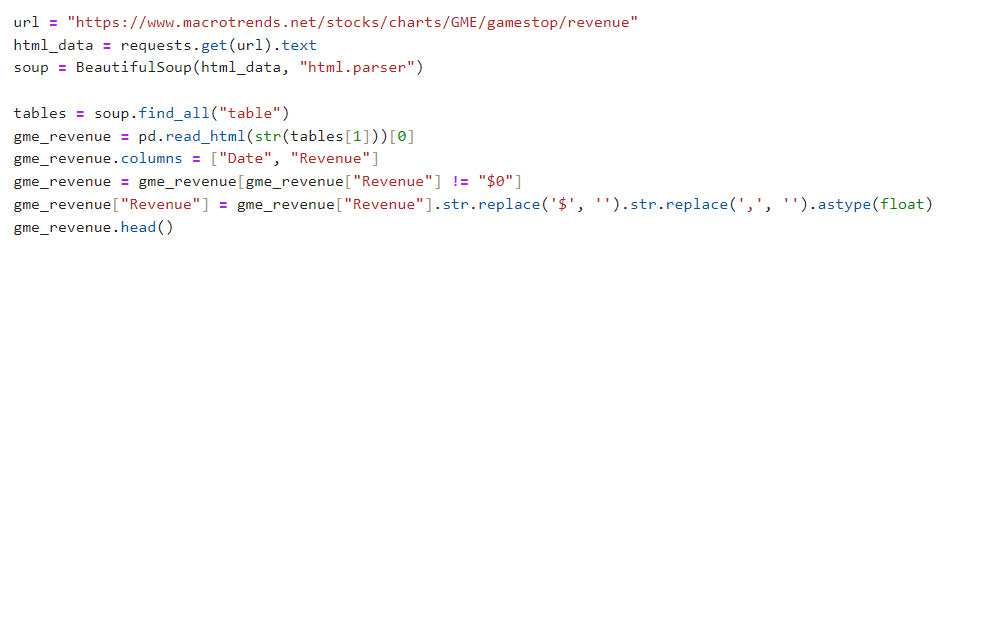 url = "https://www.macrotrends.net/stocks/charts/GME/gamestop/revenue"
html_data = requests.get(url).text
soup = BeautifulSoup(html_data, "html.parser")

tables = soup.find_all("table")
gme_revenue = pd.read_html(str(tables[1]))[0]
gme_revenue.columns = ["Date", "Revenue"]
gme_revenue = gme_revenue[gme_revenue["Revenue"] != "$0"]
gme_revenue["Revenue"] = gme_revenue["Revenue"].str.replace('$', '').str.replace(',', '').astype(float)
gme_revenue.head()